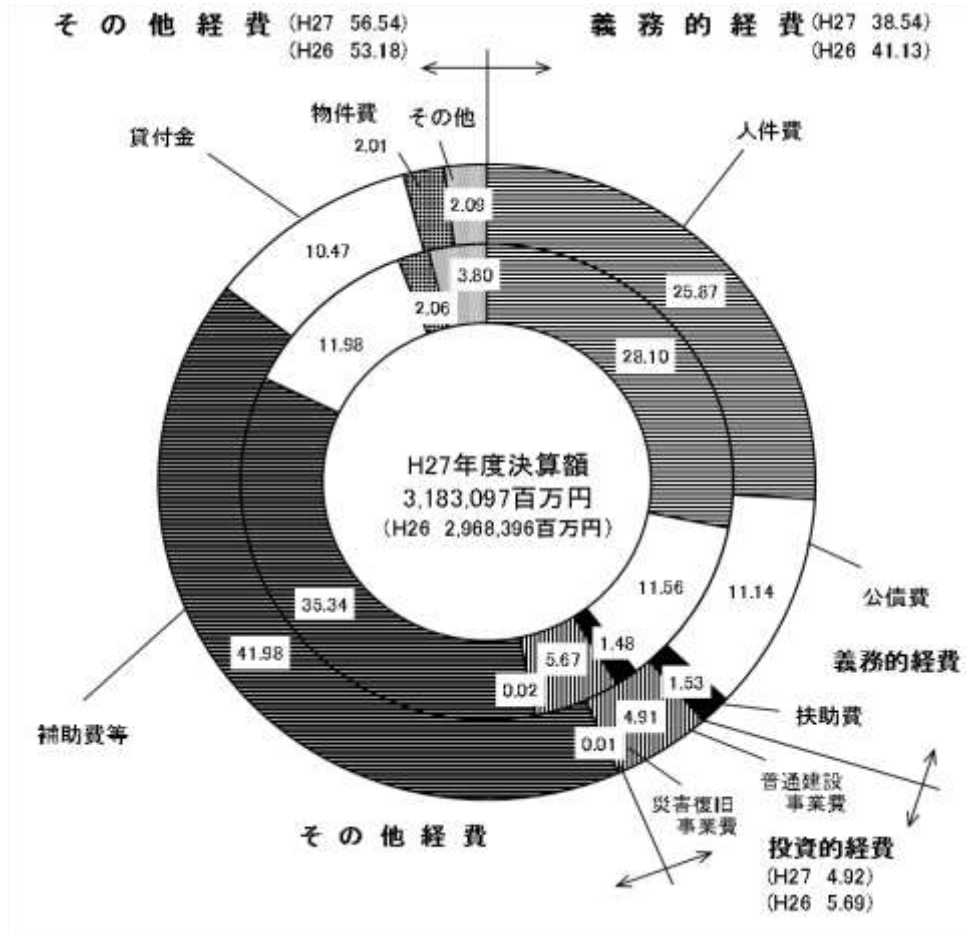 その他経費 (H27 56.54)
(H26 53.18)
義務的経費 (H27 38.54)
(H26 41.13)
物件費
2.01
その他
貸付金
人件費
2.09
10.47
3.80
2.06
25.87
11.98
28.10
H27年度決算額
3,183,097百万円
(H26 2,968,396百万円)
35.34
11.56
11.14
公債費
41.98
5.67
1.48
義務的経費
0.02
4.91
1.53
扶助費
補助費等
0.01
普通建設
事業費
災害復旧
事業費
その他経費
投資的経費
(H27 4.92)
(H26 5.69)